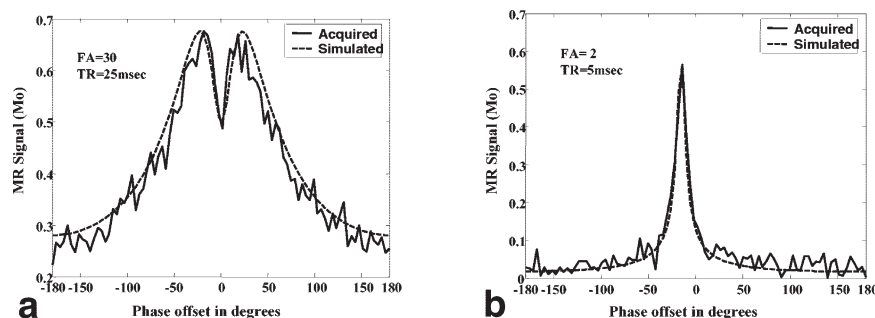 0.7
0.6
0.5
0.4
0.3
0.2
MR Signal (Mo)
FA=30
TR=25msec
Acquired
Simulated
-180 -150 -100 -50 0 50 100 150 180
Phase offset in degrees
a
0.7
0.6
0.5
0.4
0.3
0.2
0.1
0
MR Signal (Mo)
FA= 2
TR=5msec
Acquired
Simulated
-180 -150 -100 -50 0 50 100 150 180
Phase offset in degrees
b